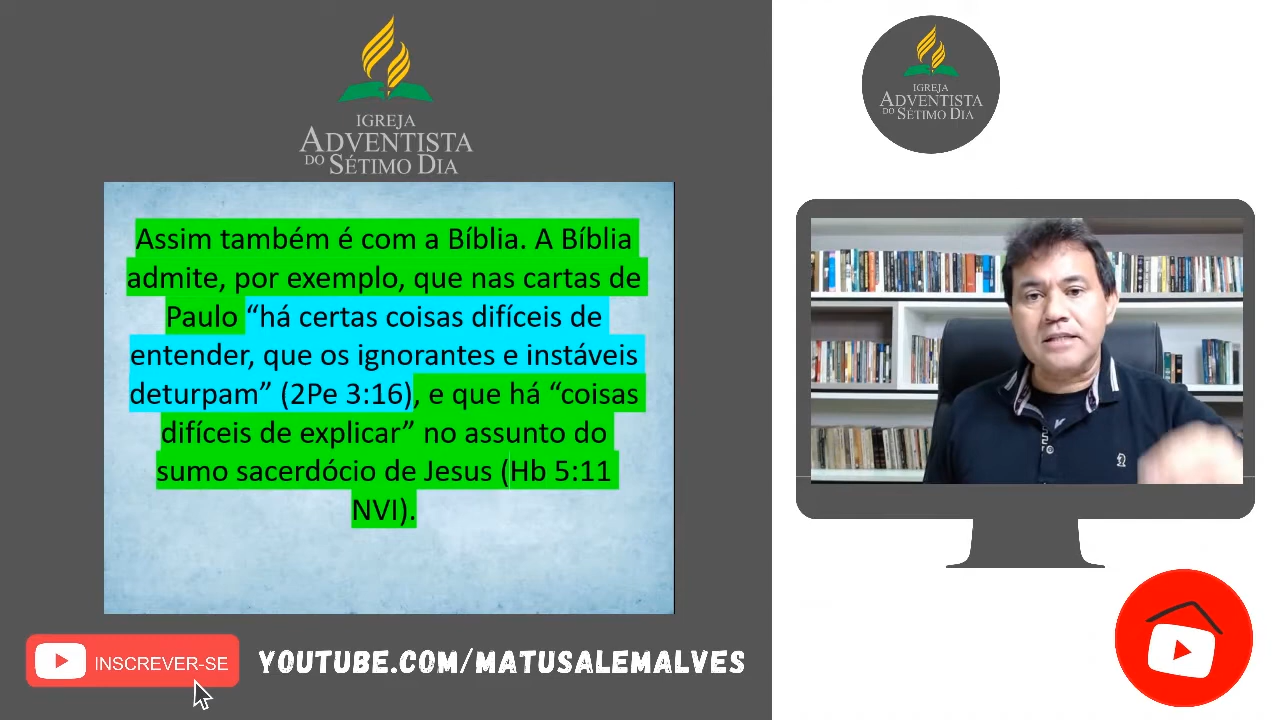 IGREJA
ADVENTISTA
DO SÉTIMO DIA
Assim também é com a Bíblia. A Bíblia
admite, por exemplo, que nas cartas de
Paulo “há certas coisas difíceis de
entender, que os ignorantes e instáveis
deturpam” (2Pe 3:16), e que há “coisas
difíceis de explicar” no assunto do
sumo sacerdócio de Jesus (Hb 5:11
NVI).
INSCREVER-SE
YOUTUBE.COM/MATUSALEMALVES
IGREJA
ADVENTISTA
DO SÉTIMO DIA